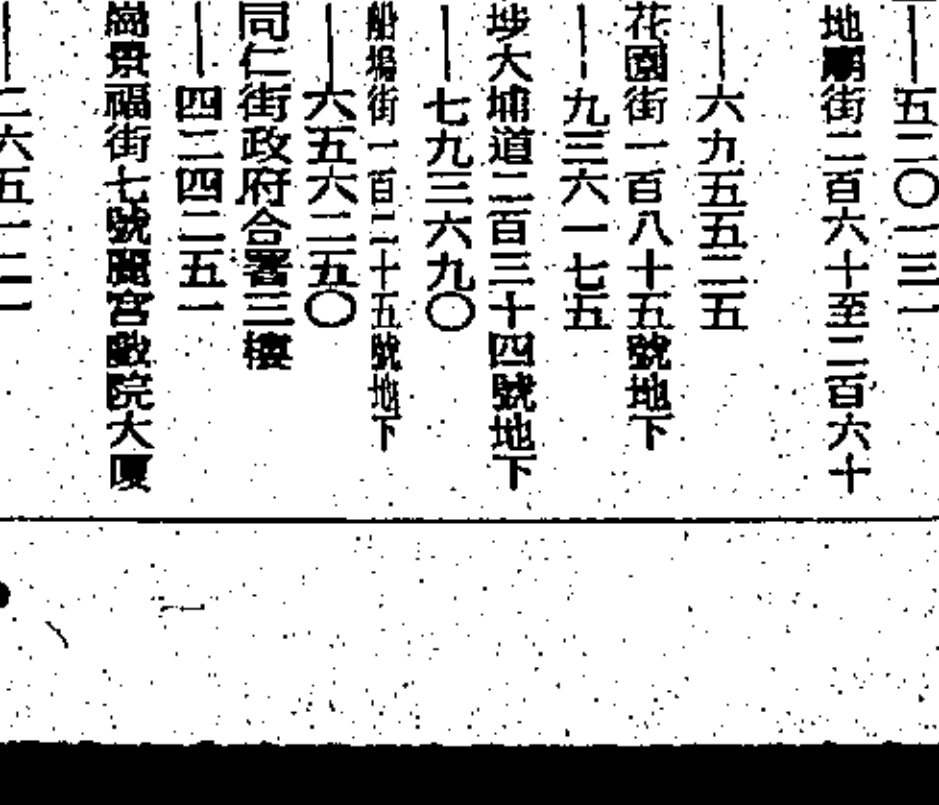 ｜五二〇一三一
地廟街二百六十至二百六十
｜六九五五二五
花園街一百八十五號地下
｜九三六一七五
埗大埔道二百三十四號地下
｜七九三六九〇
船塢街一百二十五號地下
｜六五六二五〇
同仁街政府合署三樓
｜四二四二五一
崗景福街七號麗宮戲院大廈
｜二六五一二一